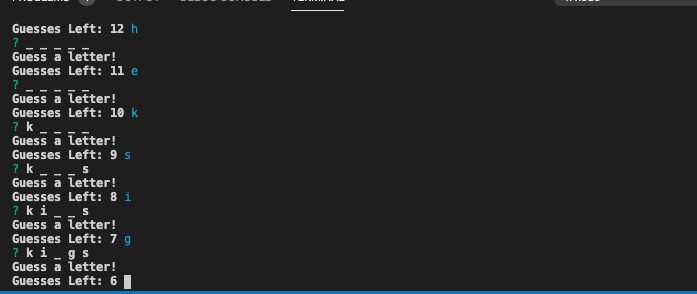 Guesses Left: 12 h
? _ _ _ _ _
Guess a letter!
Guesses Left: 11 e
? _ _ _ _ _
Guess a letter!
Guesses Left: 10 k
? k _ _ _ _
Guess a letter!
Guesses Left: 9 s
? k _ _ _ s
Guess a letter!
Guesses Left: 8 i
? k i _ _ s
Guess a letter!
Guesses Left: 7 g
? k i _ g s
Guess a letter!
Guesses Left: 6